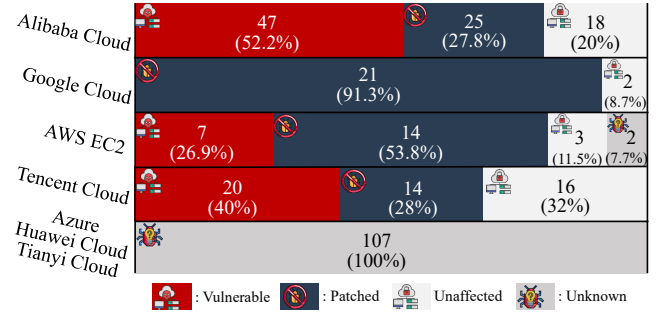 Alibaba Cloud
47
(52.2%)
25
(27.8%)
18
(20%)
Google Cloud
21
(91.3%)
2
(8.7%)
AWS EC2
7
(26.9%)
14
(53.8%)
3
(11.5%)
2
(7.7%)
Tencent Cloud
20
(40%)
14
(28%)
16
(32%)
Azure
Huawei Cloud
Tianyi Cloud
107
(100%)
: Vulnerable
: Patched
Unaffected
: Unknown